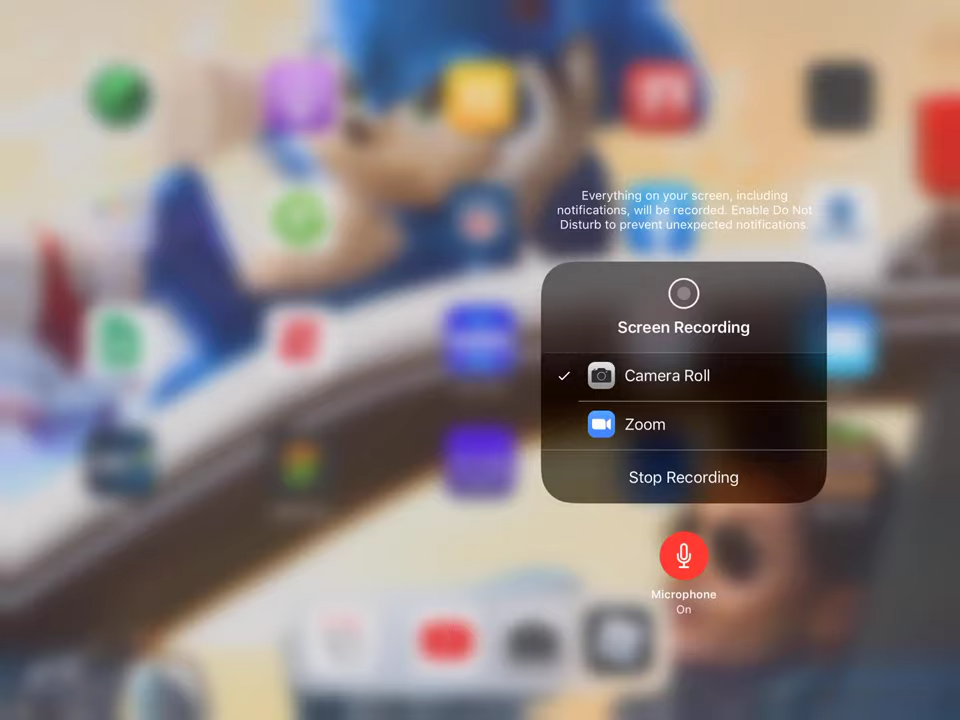 Everything on your screen, including
notifications, will be recorded. Enable Do Not
Disturb to prevent unexpected notifications.
Screen Recording
Camera Roll
Zoom
Stop Recording
Microphone
On